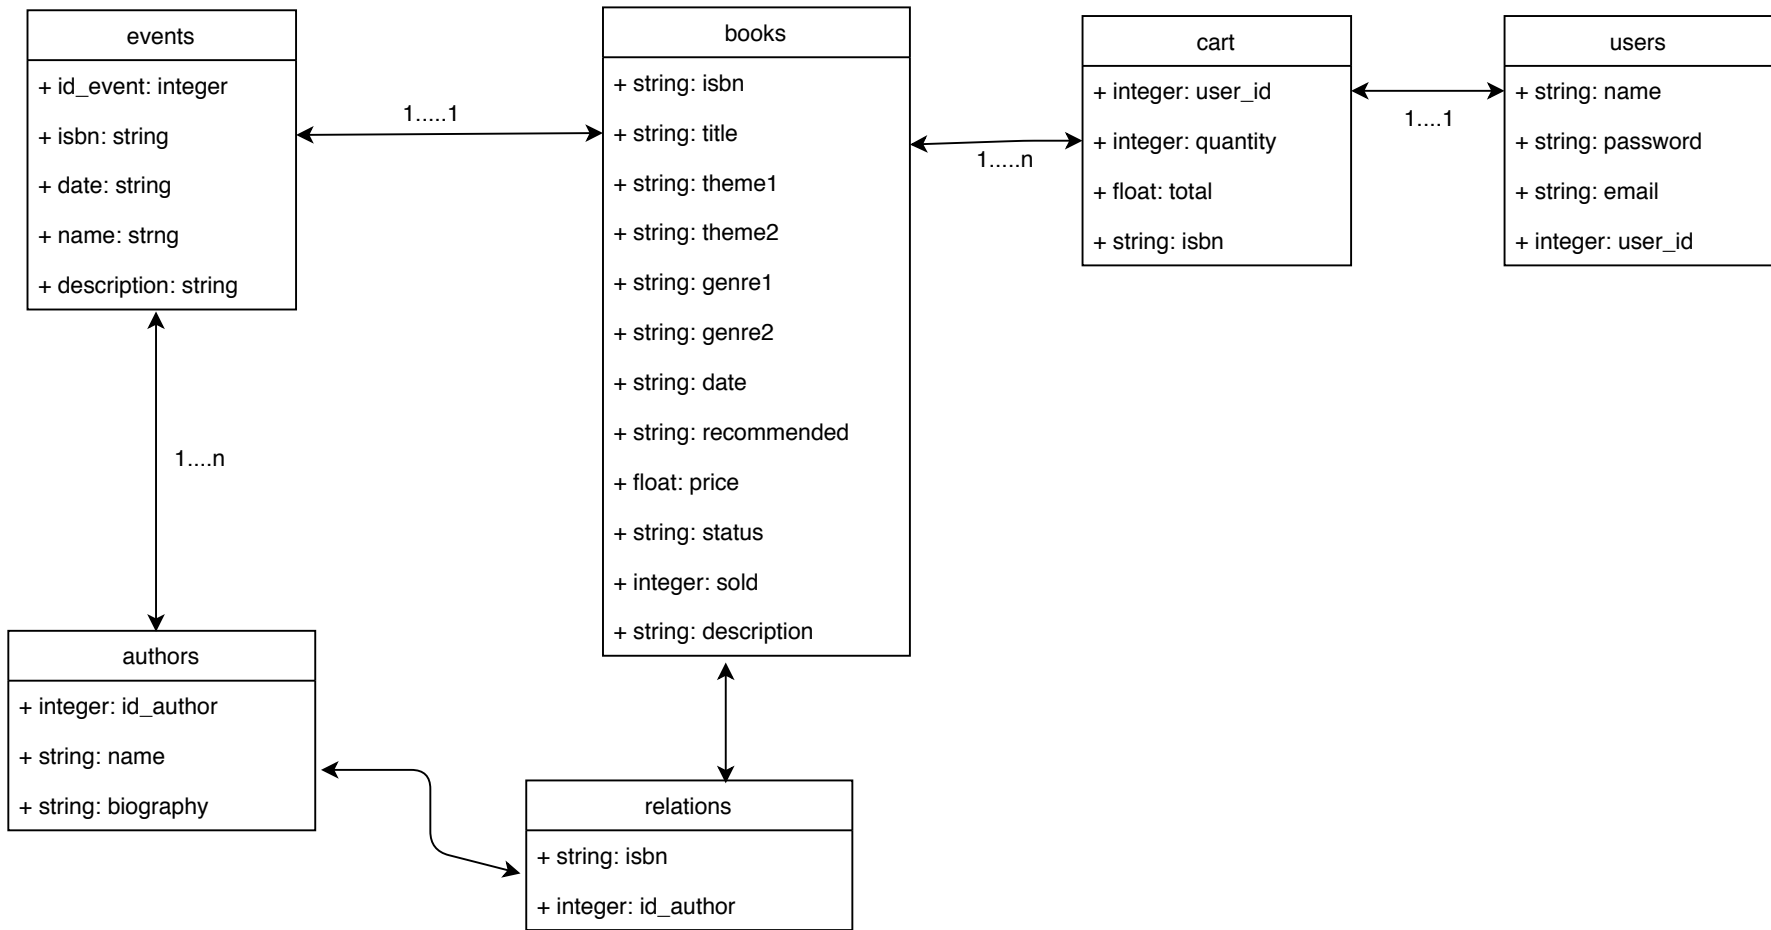 events
+ id_event: integer
+ isbn: string
+ date: string
+ name: strng
+ description: string
1.....1
books
+ string: isbn
+ string: title
+ string: theme1
+ string: theme2
+ string: genre1
+ string: genre2
+ string: date
+ string: recommended
+ float: price
+ string: status
+ integer: sold
+ string: description
1.....n
cart
+ integer: user_id
+ integer: quantity
+ float: total
+ string: isbn
1....1
users
+ string: name
+ string: password
+ string: email
+ integer: user_id
1....n
authors
+ integer: id_author
+ string: name
+ string: biography
relations
+ string: isbn
+ integer: id_author